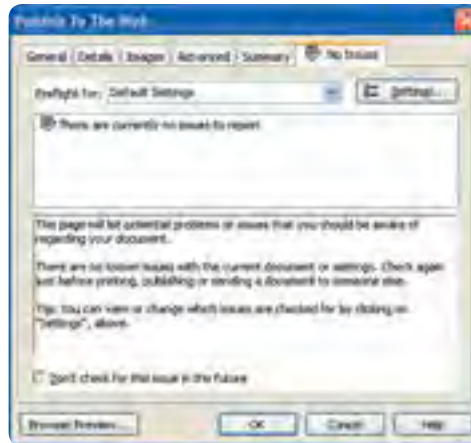 Publish To The Web
General Details Images Advanced Summary No Issues
Preflight for: Default Settings Settings...
There are currently no issues to report
This page will list potential problems or issues that you should be aware of
regarding your document.
There are no known issues with the current document or settings. Check again
just before printing, publishing or sending a document to someone else.
Tip: You can view or change which issues are checked for by clicking on
"Settings", above.
Don't check for this issue in the future
Browser Preview... OK Cancel Help